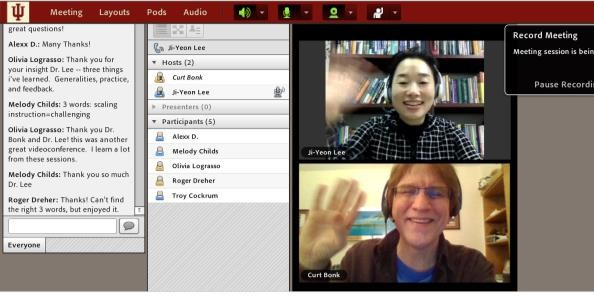 Meeting Layouts Pods Audio
great questions!
Alexx D.: Many Thanks!
Olivia Lograsso: Thank you for
your insight Dr. Lee -- three things
i've learned. Generalities, practice,
and feedback.
Melody Childs: 3 words: scaling
instruction=challenging
Olivia Lograsso: Thank you Dr.
Bonk and Dr. Lee! this was another
great videoconference. I learn a lot
from these sessions.
Melody Childs: Thank you so much
Dr. Lee
Roger Dreher: Thanks! Can't find
the right 3 words, but enjoyed it.
Everyone
Ji-Yeon Lee
Hosts (2)
Curt Bonk
Ji-Yeon Lee
Presenters (0)
Participants (5)
Alexx D.
Melody Childs
Olivia Lograsso
Roger Dreher
Troy Cockrum
Ji-Yeon Lee
Curt Bonk
Record Meeting
Meeting session is bein
Pause Recordi